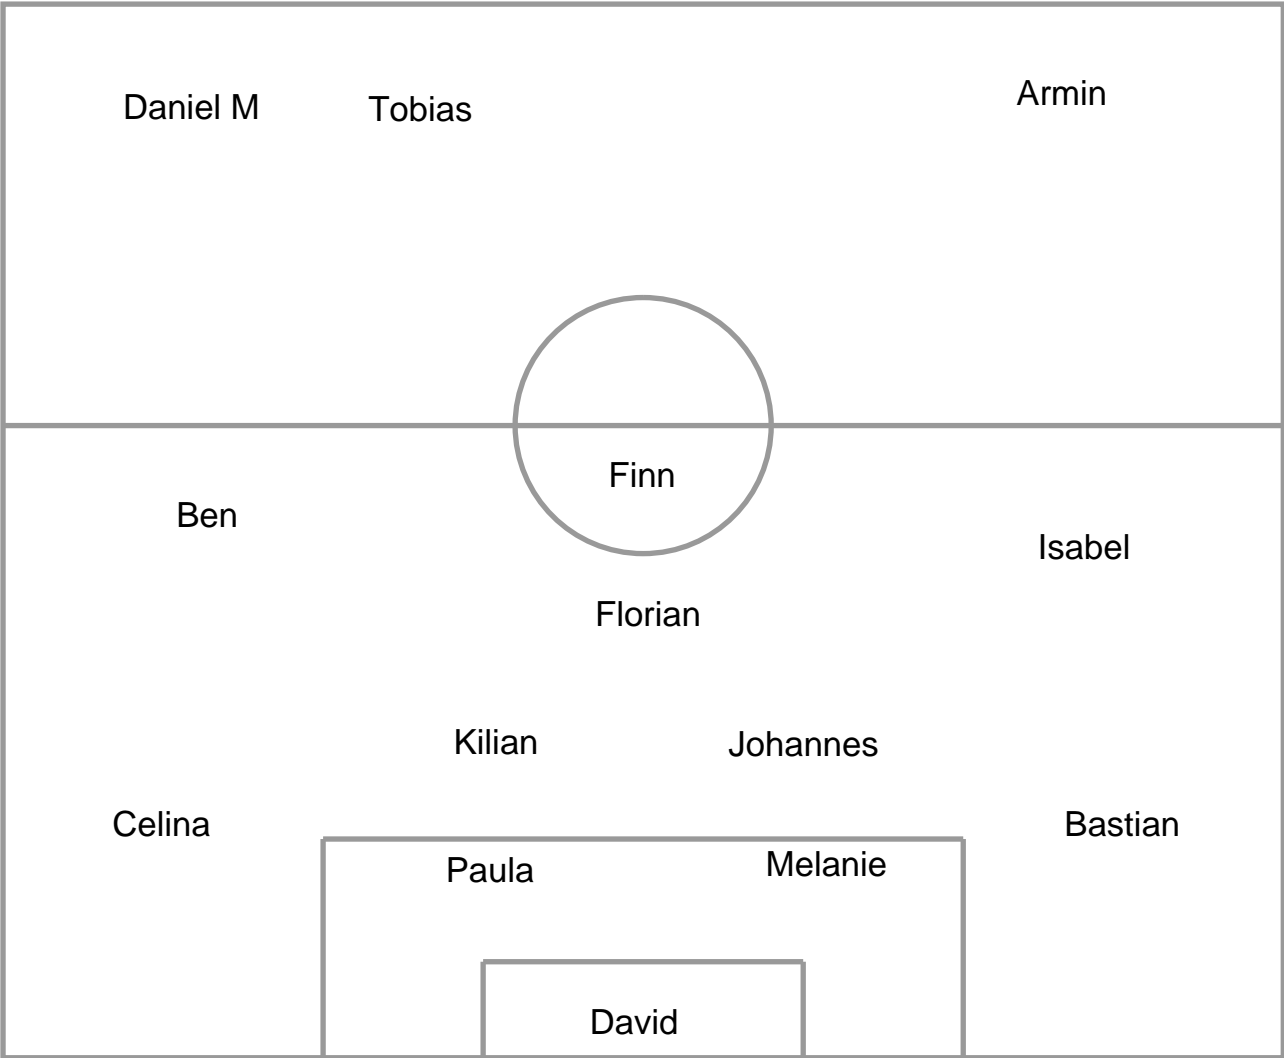 Daniel M
Tobias
Armin
Finn
Ben
Isabel
Florian
Kilian
Johannes
Celina
Bastian
Paula
Melanie
David